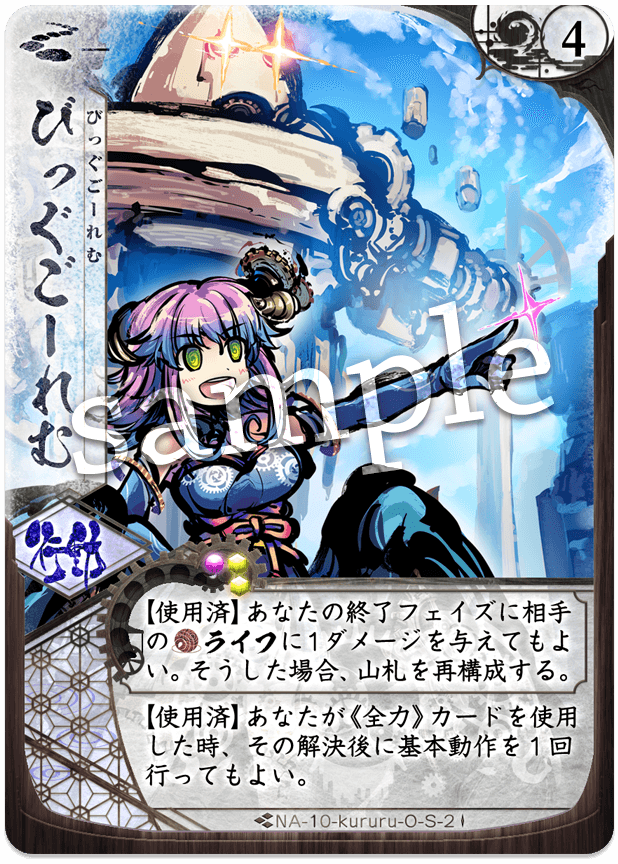 4
びっぐごーれむ
びっぐごーれむ
sample
行動
【使用済】あなたの終了フェイズに相手
のライフに1ダメージを与えてもよ
い。そうした場合、山札を再構成する。
【使用済】あなたが《全力》カードを使用
した時、その解決後に基本動作を1回
行ってもよい。
NA-10-kururu-O-S-2